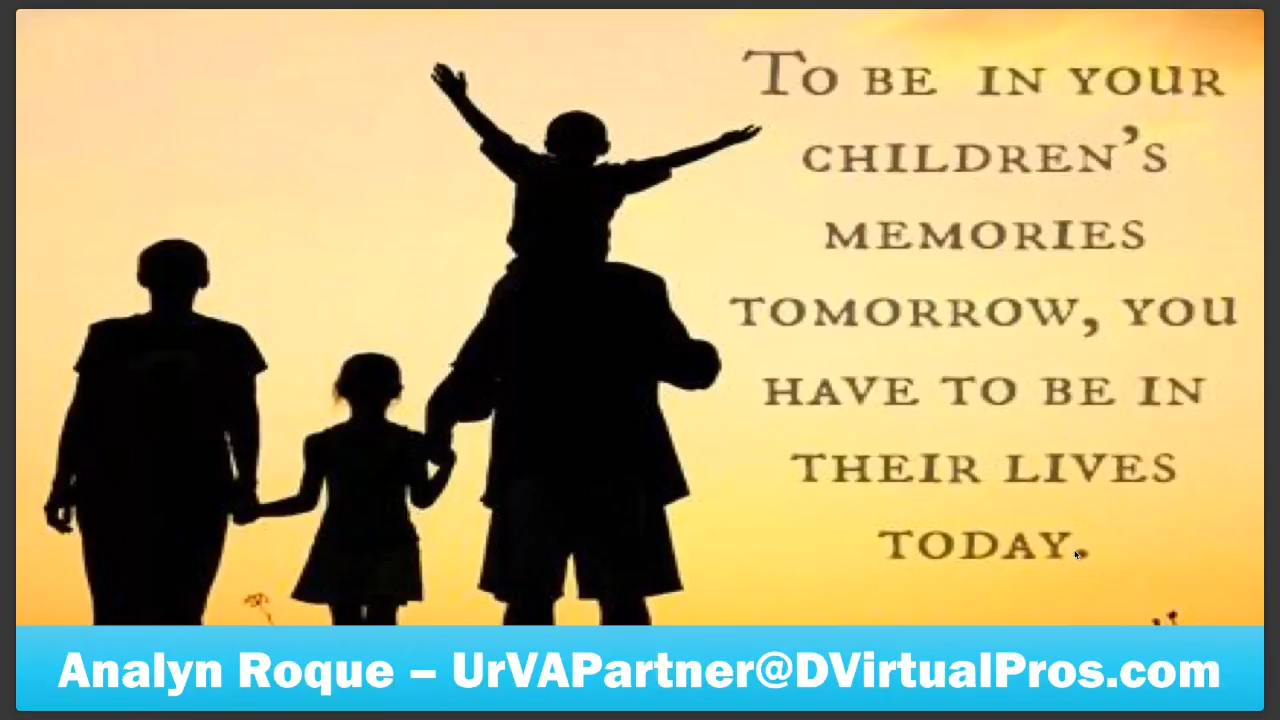 To be in your
children's
memories
tomorrow, you
have to be in
their lives
today.
Analyn Roque – UrVAPartner@DVirtualPros.com